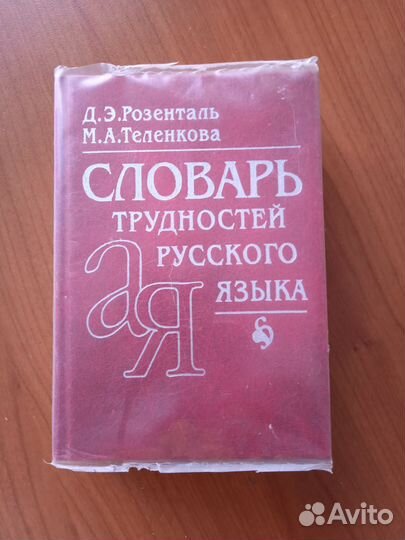 Д.Э.Розенталь
М.А.Теленкова
СЛОВАРЬ
ТРУДНОСТЕЙ
РУССКОГО
ЯЗЫКА
а
Я
Avito